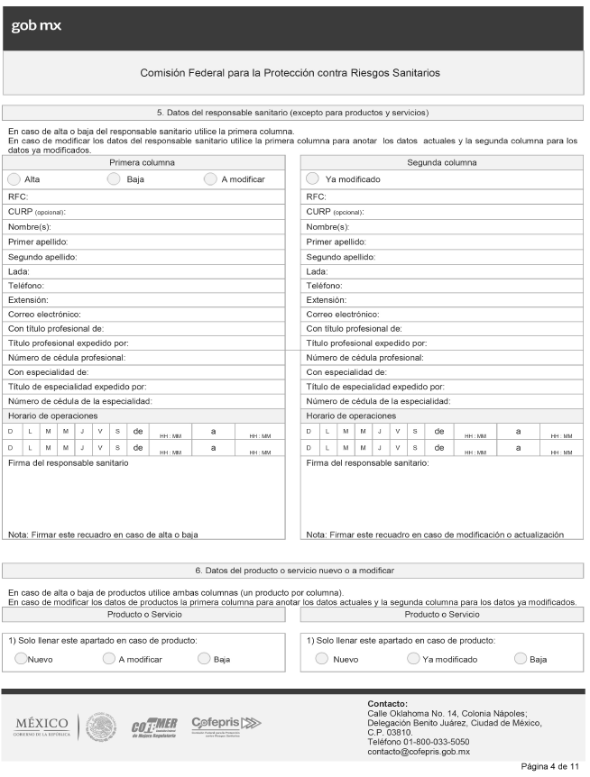 gob mx
Comisión Federal para la Protección contra Riesgos Sanitarios
5. Datos del responsable sanitario (excepto para productos y servicios)
En caso de alta o baja del responsable sanitario utilice la primera columna.
En caso de modificar los datos del responsable sanitario utilice la primera columna para anotar los datos actuales y la segunda columna para los
datos ya modificados.
Primera columna
Alta Baja A modificar
RFC:
CURP (opcional):
Nombre(s):
Primer apellido:
Segundo apellido:
Lada:
Teléfono:
Extensión:
Correo electrónico:
Con título profesional de:
Título profesional expedido por:
Número de cédula profesional:
Con especialidad de:
Título de especialidad expedido por:
Número de cédula de la especialidad:
Horario de operaciones
D L M M J V S de HH : MM a HH : MM
D L M M J V S de HH : MM a HH : MM
Firma del responsable sanitario
Nota: Firmar este recuadro en caso de alta o baja
Segunda columna
Ya modificado
RFC:
CURP (opcional):
Nombre(s):
Primer apellido:
Segundo apellido:
Lada:
Teléfono:
Extensión:
Correo electrónico:
Con título profesional de:
Título profesional expedido por:
Número de cédula profesional:
Con especialidad de:
Título de especialidad expedido por:
Número de cédula de la especialidad:
Horario de operaciones
D L M M J V S de HH : MM a HH : MM
D L M M J V S de HH : MM a HH : MM
Firma del responsable sanitario:
Nota: Firmar este recuadro en caso de modificación o actualización
6. Datos del producto o servicio nuevo o a modificar
En caso de alta o baja de productos utilice ambas columnas (un producto por columna).
En caso de modificar los datos de productos la primera columna para anotar los datos actuales y la segunda columna para los datos ya modificados.
Producto o Servicio
1) Solo llenar este apartado en caso de producto:
Nuevo A modificar Baja
Producto o Servicio
1) Solo llenar este apartado en caso de producto:
Nuevo Ya modificado Baja
MÉXICO
GOBIERNO DE LA REPÚBLICA
COFEMER
de Mejora Regulatoria
Cofepris
Contacto:
Calle Oklahoma No. 14, Colonia Nápoles;
Delegación Benito Juárez, Ciudad de México,
C.P. 03810.
Teléfono 01-800-033-5050
contacto@cofepris.gob.mx
Página 4 de 11